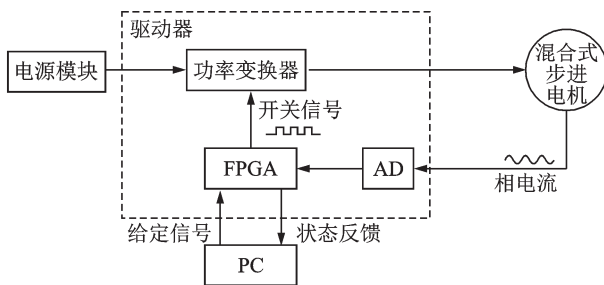 驱动器
电源模块
功率变换器
混合式
步进
电机
开关信号
FPGA
AD
相电流
给定信号
状态反馈
PC